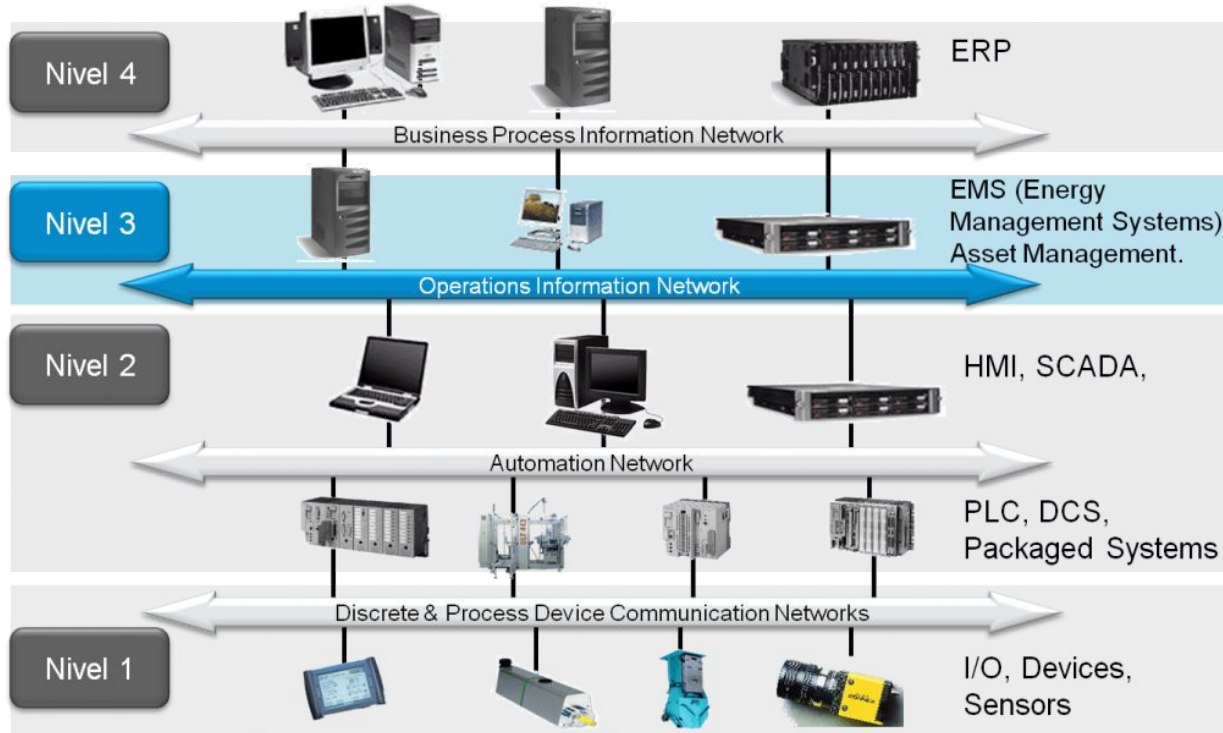 Nivel 4
ERP
Business Process Information Network
Nivel 3
EMS (Energy
Management Systems)
Asset Management.
Operations Information Network
Nivel 2
HMI, SCADA,
Automation Network
PLC, DCS,
Packaged Systems
Discrete & Process Device Communication Networks
Nivel 1
I/O, Devices,
Sensors